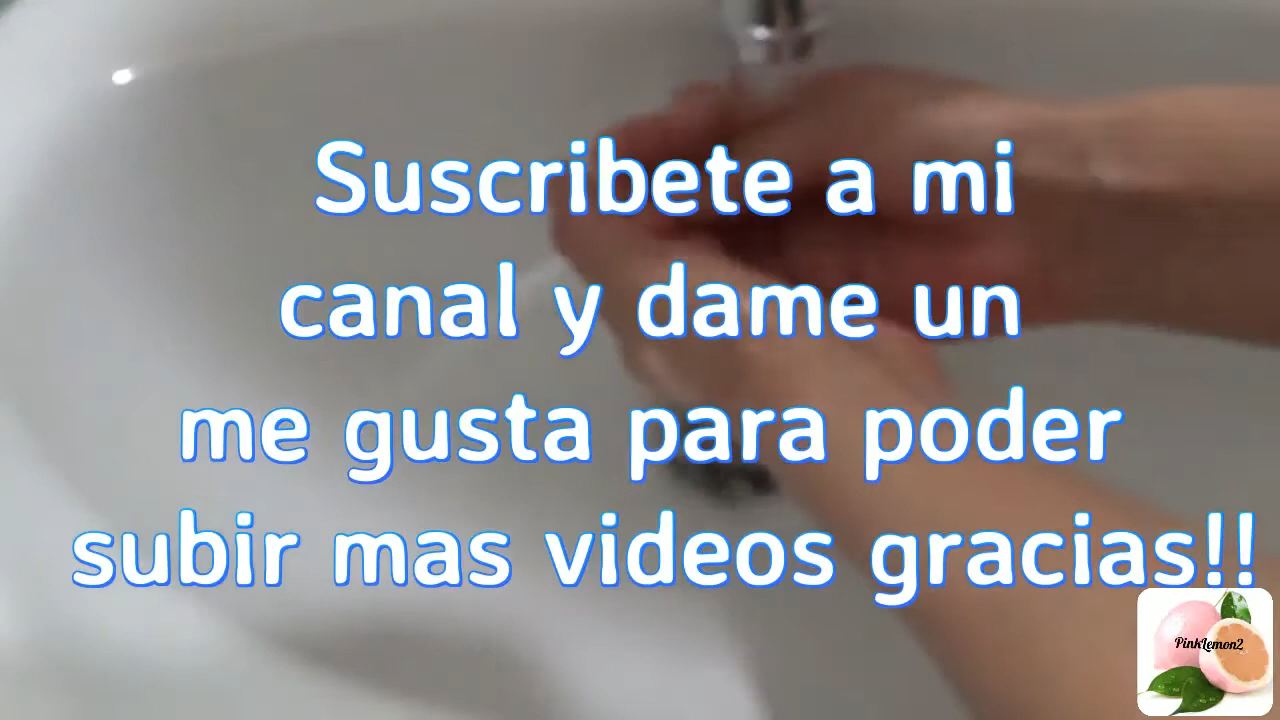 Suscribete a mi
canal y dame un
me gusta para poder
subir mas videos gracias!!
PinkLemon2